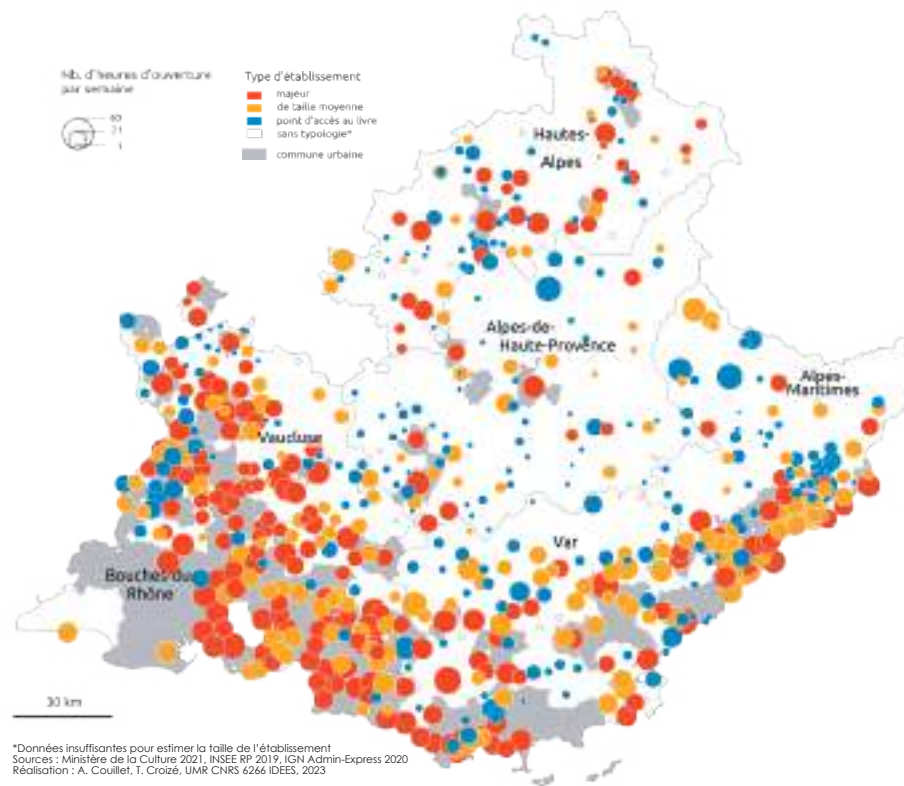 Nb. d'heures d'ouverture
par semaine
60
21
1
Type d'établissement
majeur
de taille moyenne
point d'accès au livre
sans typologie*
commune urbaine
Hautes-
Alpes
Alpes-de-
Haute-Provence
Alpes-
Maritimes
Vaucluse
Var
Bouches du
Rhône
30 km
*Données insuffisantes pour estimer la taille de l'établissement
Sources : Ministère de la Culture 2021, INSEE RP 2019, IGN Admin-Express 2020
Réalisation : A. Couillet, T. Croizé, UMR CNRS 6266 IDEES, 2023